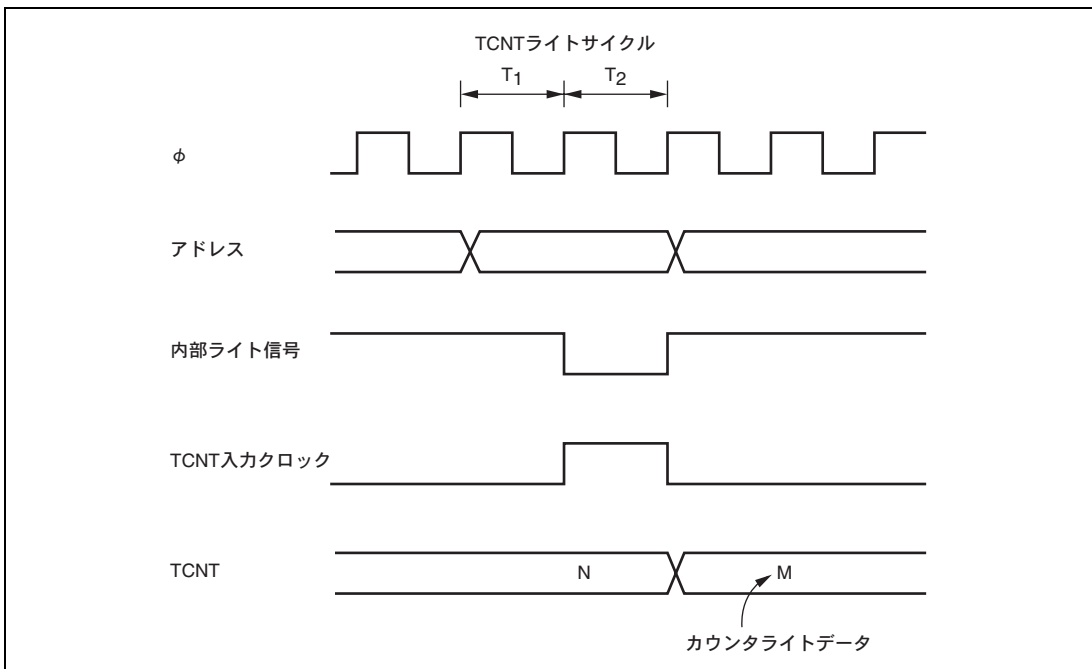 TCNTライトサイクル
T1 T2
φ
アドレス
内部ライト信号
TCNT入力クロック
TCNT N M
カウンタライトデータ